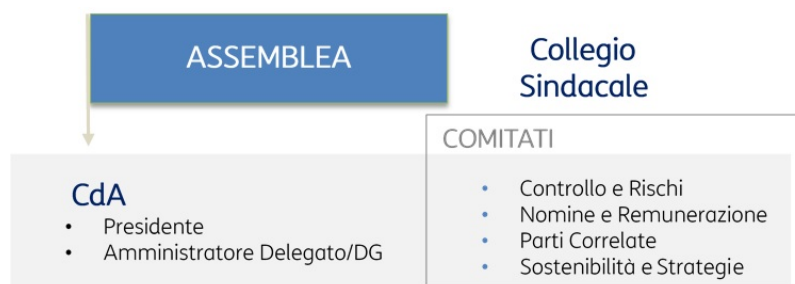 ASSEMBLEA
Collegio
Sindacale
COMITATI
CdA
• Presidente
• Amministratore Delegato/DG
• Controllo e Rischi
• Nomine e Remunerazione
• Parti Correlate
• Sostenibilità e Strategie